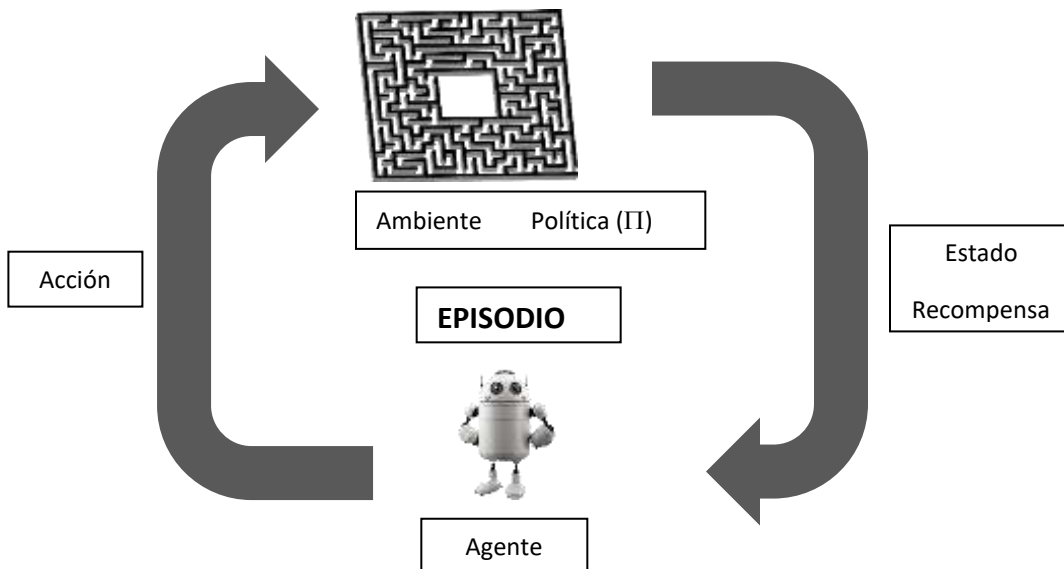 Ambiente Política (Π)
Acción
Estado
Recompensa
EPISODIO
Agente